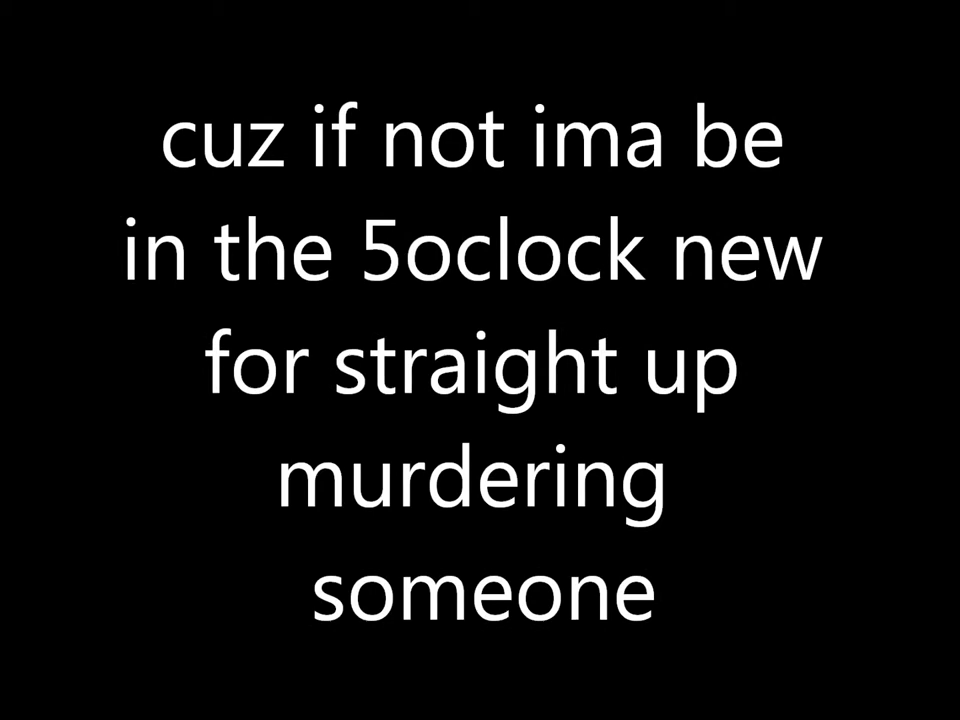 cuz if not ima be
in the 5oclock new
for straight up
murdering
someone